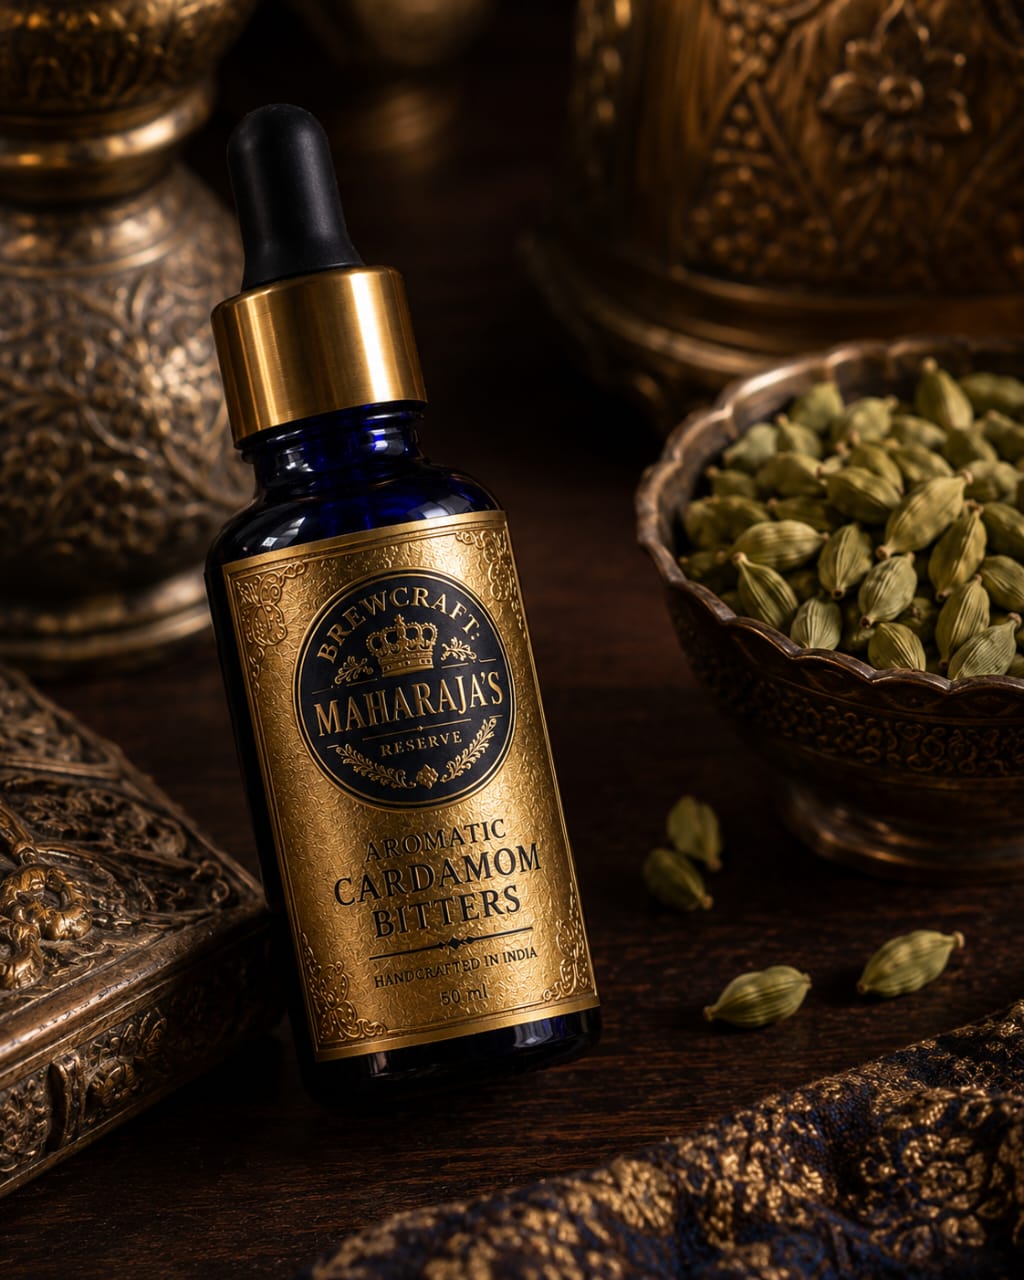 BREWCRAFT:
MAHARAJA'S
RESERVE
AROMATIC
CARDAMOM
BITTERS
HANDCRAFTED IN INDIA
50 ml